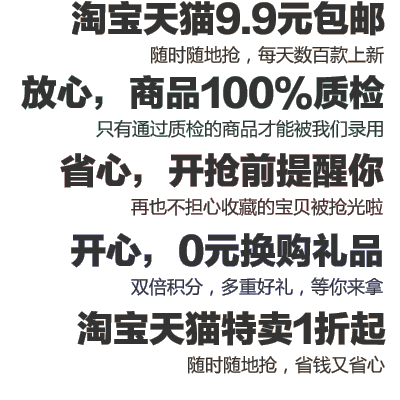 淘宝天猫9.9元包邮
随时随地抢，每天数百款上新
放心，商品100%质检
只有通过质检的商品才能被我们录用
省心，开抢前提醒你
再也不担心收藏的宝贝被抢光啦
开心，0元换购礼品
双倍积分，多重好礼，等你来拿
淘宝天猫特卖1折起
随时随地抢，省钱又省心